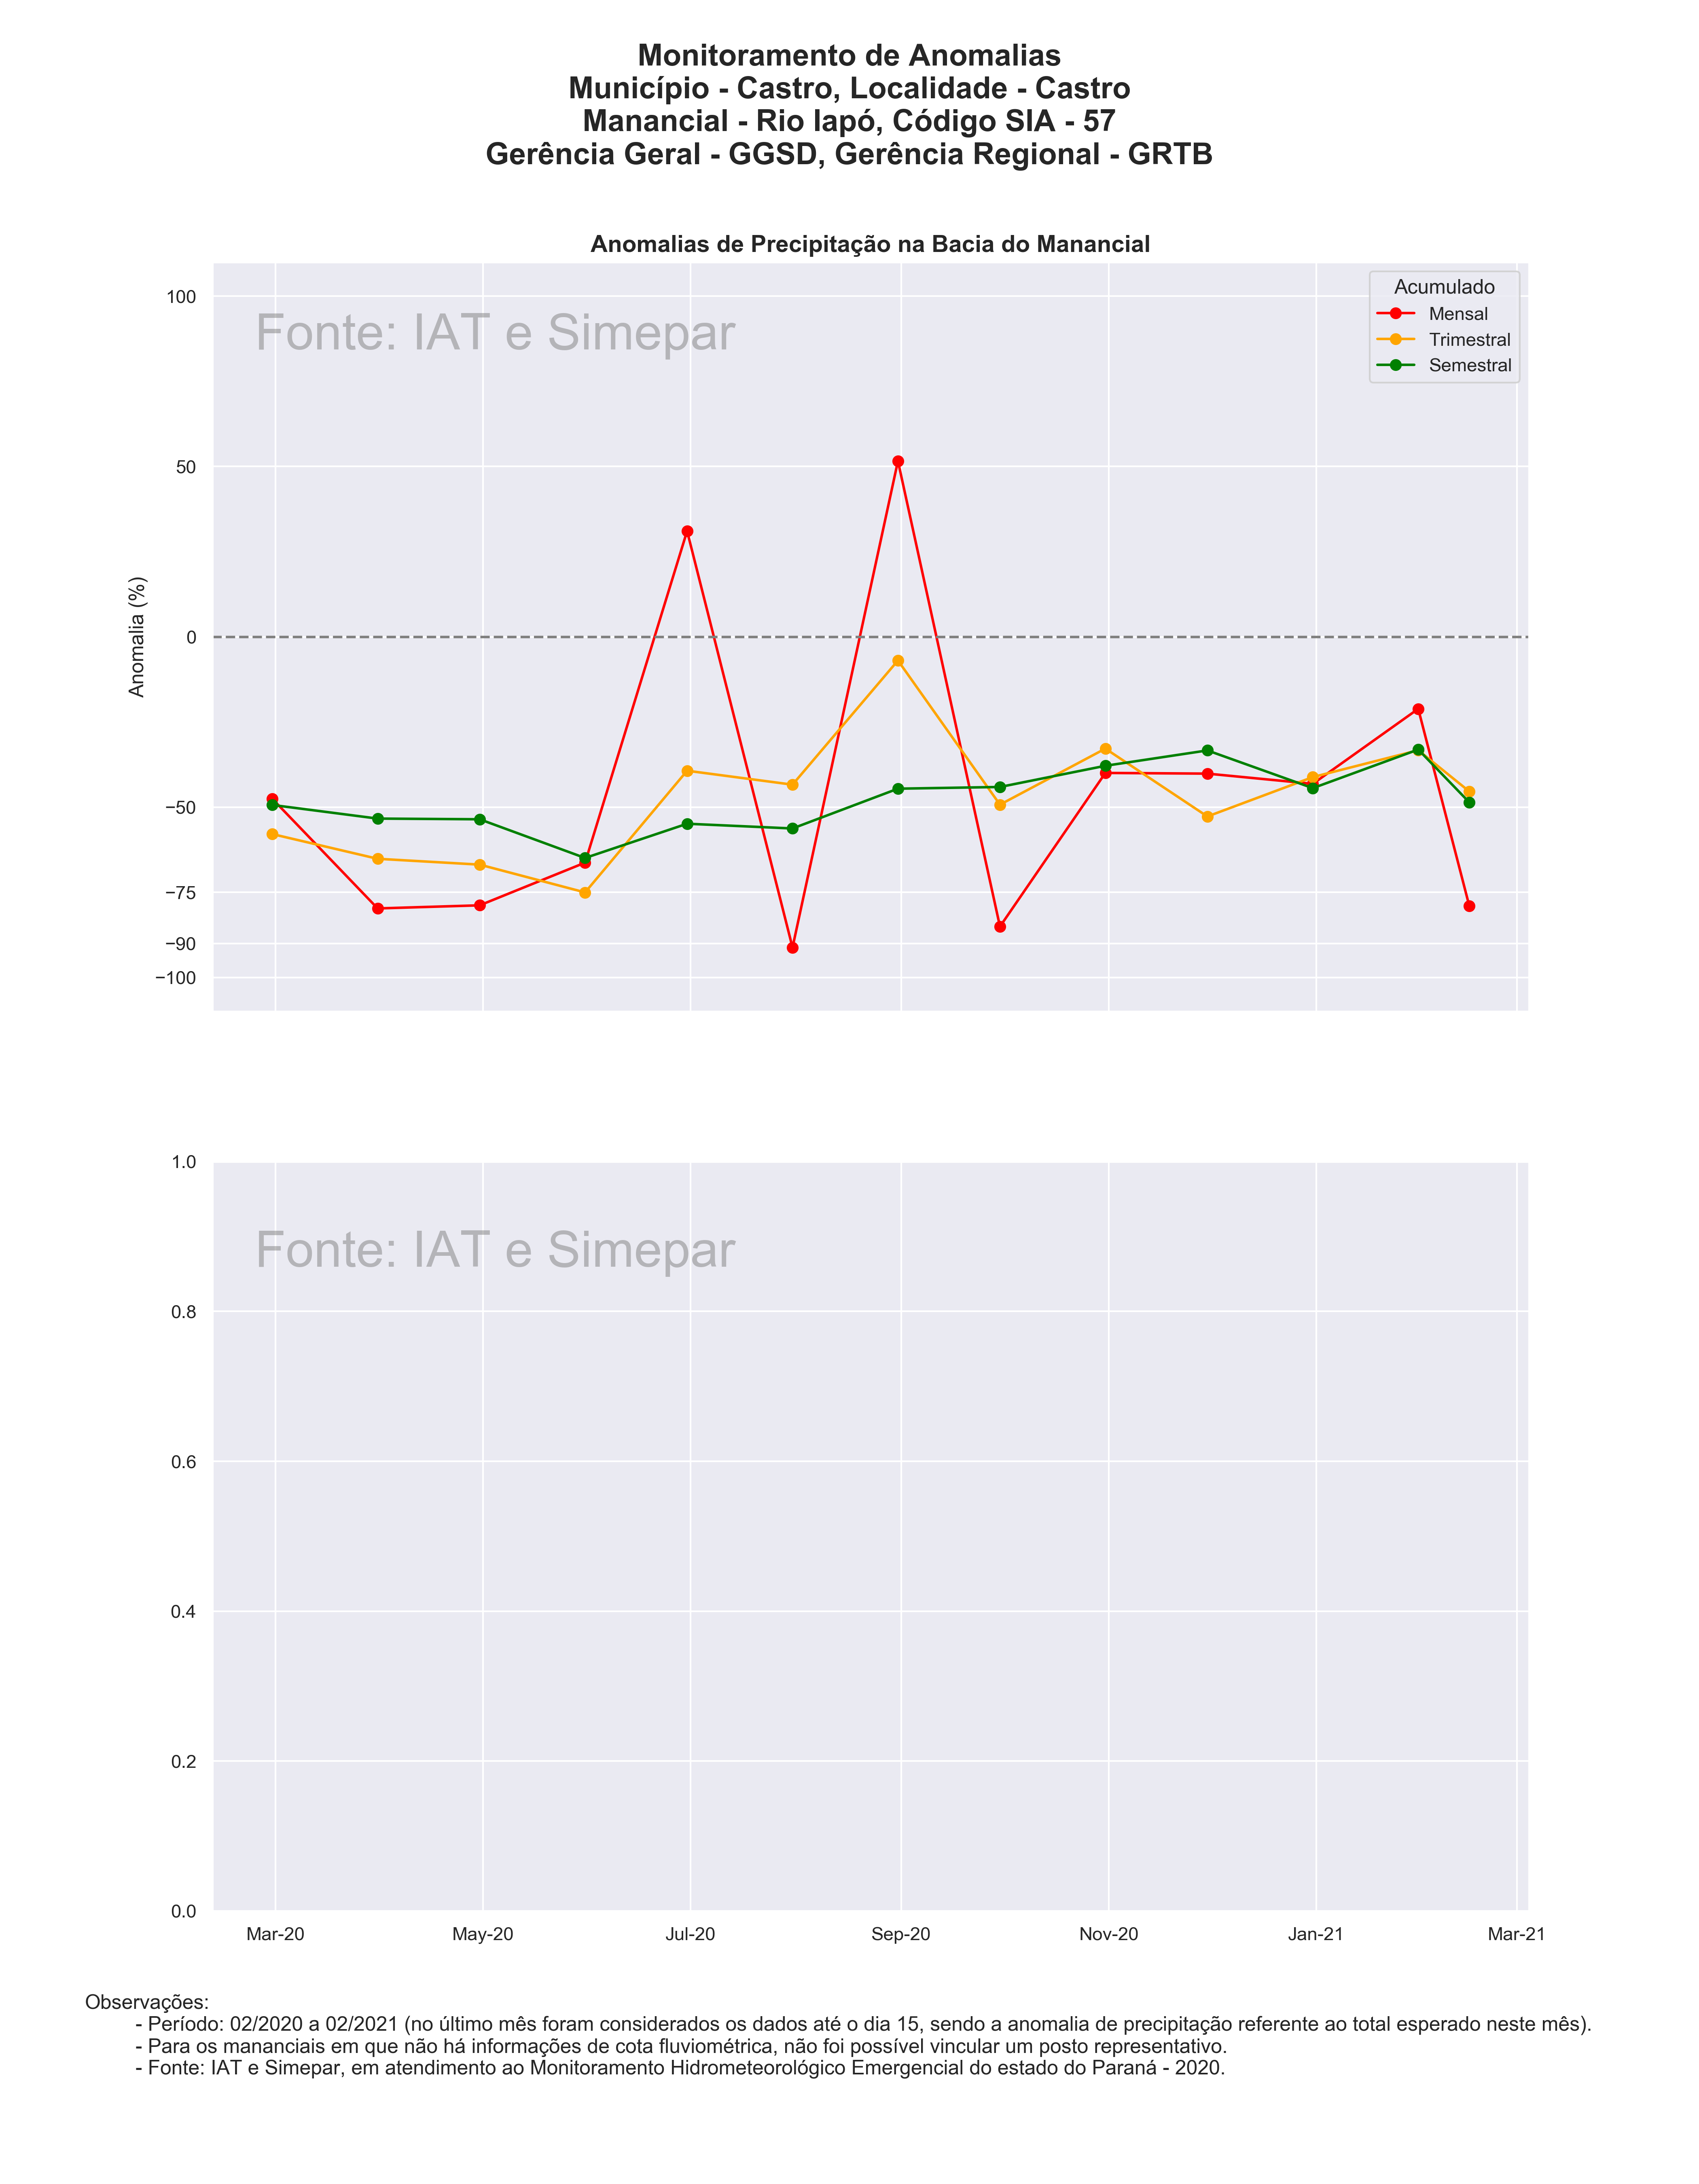 Monitoramento de Anomalias
Município - Castro, Localidade - Castro
Manancial - Rio Iapó, Código SIA - 57
Gerência Geral - GGSD, Gerência Regional - GRTB
Anomalias de Precipitação na Bacia do Manancial
Fonte: IAT e Simepar
Acumulado
Mensal
Trimestral
Semestral
Anomalia (%)
100
50
0
−50
−75
−90
−100
Fonte: IAT e Simepar
1.0
0.8
0.6
0.4
0.2
0.0
Mar-20 May-20 Jul-20 Sep-20 Nov-20 Jan-21 Mar-21
Observações:
- Período: 02/2020 a 02/2021 (no último mês foram considerados os dados até o dia 15, sendo a anomalia de precipitação referente ao total esperado neste mês).
- Para os mananciais em que não há informações de cota fluviométrica, não foi possível vincular um posto representativo.
- Fonte: IAT e Simepar, em atendimento ao Monitoramento Hidrometeorológico Emergencial do estado do Paraná - 2020.